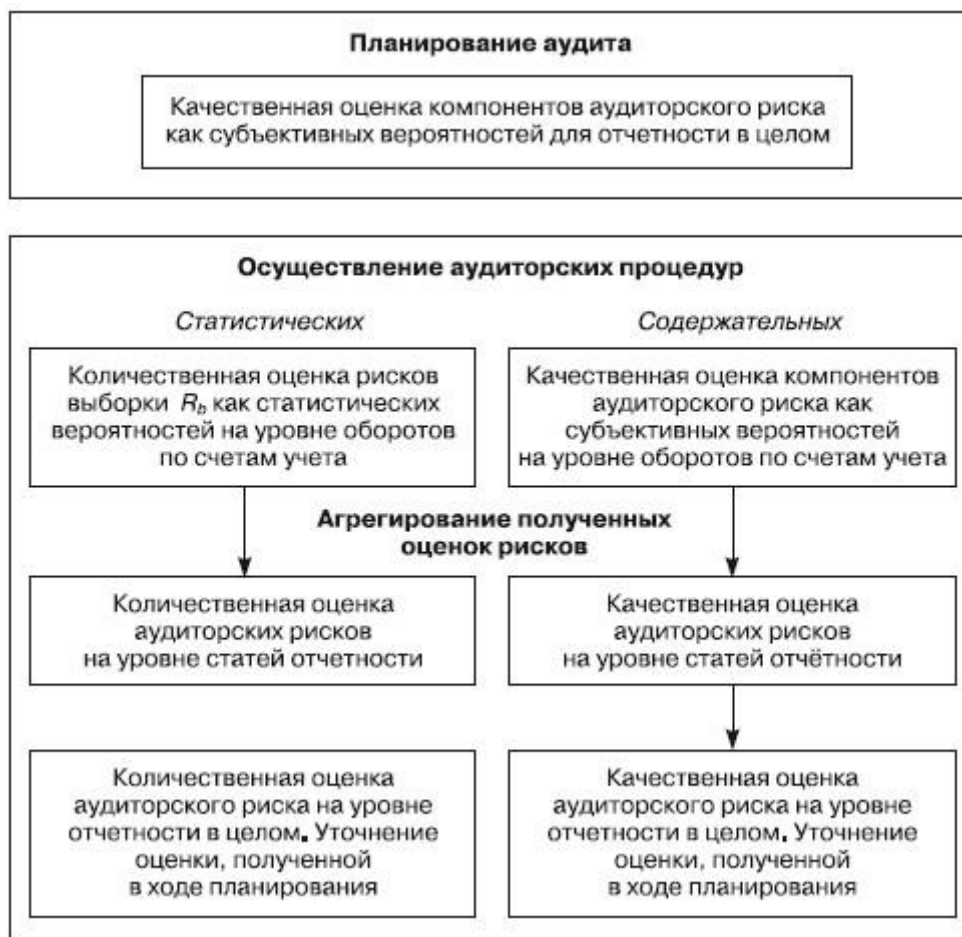 Планирование аудита
Качественная оценка компонентов аудиторского риска
как субъективных вероятностей для отчетности в целом
Осуществление аудиторских процедур
Статистических
Содержательных
Количественная оценка рисков
выборки R_b как статистических
вероятностей на уровне оборотов
по счетам учета
Качественная оценка компонентов
аудиторского риска как
субъективных вероятностей
на уровне оборотов по счетам учета
Агрегирование полученных
оценок рисков
Количественная оценка
аудиторских рисков
на уровне статей отчетности
Качественная оценка
аудиторских рисков
на уровне статей отчётности
Количественная оценка
аудиторского риска на уровне
отчетности в целом. Уточнение
оценки, полученной
в ходе планирования
Качественная оценка
аудиторского риска на уровне
отчетности в целом. Уточнение
оценки, полученной
в ходе планирования